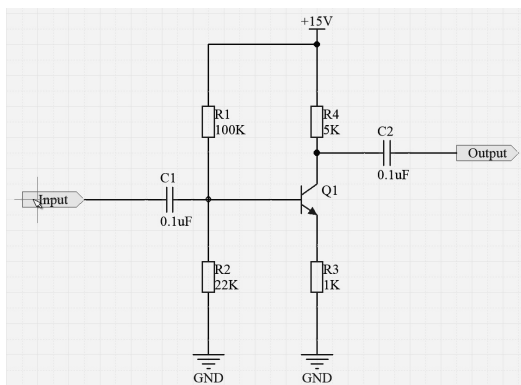 +15V
R1
100K
R4
5K
C2
0.1uF
Output
C1
0.1uF
Input
Q1
R2
22K
R3
1K
GND
GND